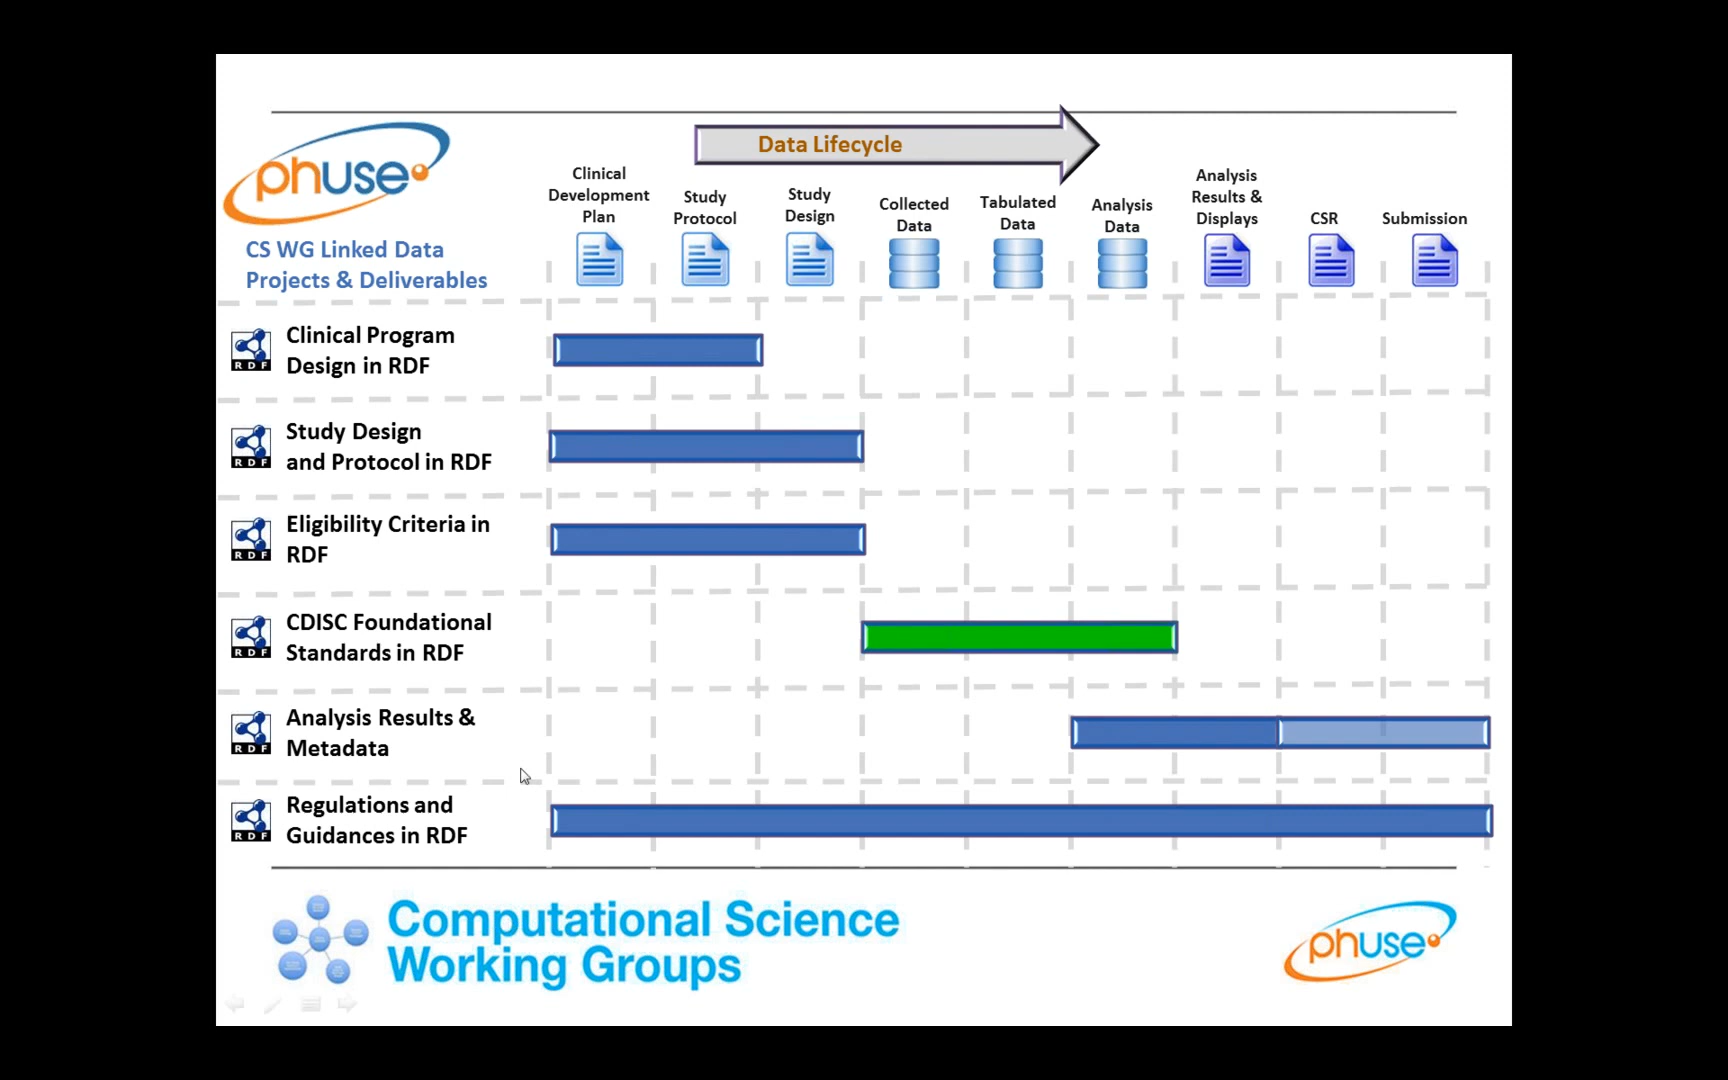 Data Lifecycle
phuse
Clinical
Development
Plan
Study
Protocol
Study
Design
Collected
Data
Tabulated
Data
Analysis
Data
Analysis
Results &
Displays
CSR
Submission
CS WG Linked Data
Projects & Deliverables
RDF
Clinical Program
Design in RDF
RDF
Study Design
and Protocol in RDF
RDF
Eligibility Criteria in
RDF
RDF
CDISC Foundational
Standards in RDF
RDF
Analysis Results &
Metadata
RDF
Regulations and
Guidances in RDF
Computational Science
Working Groups
phuse